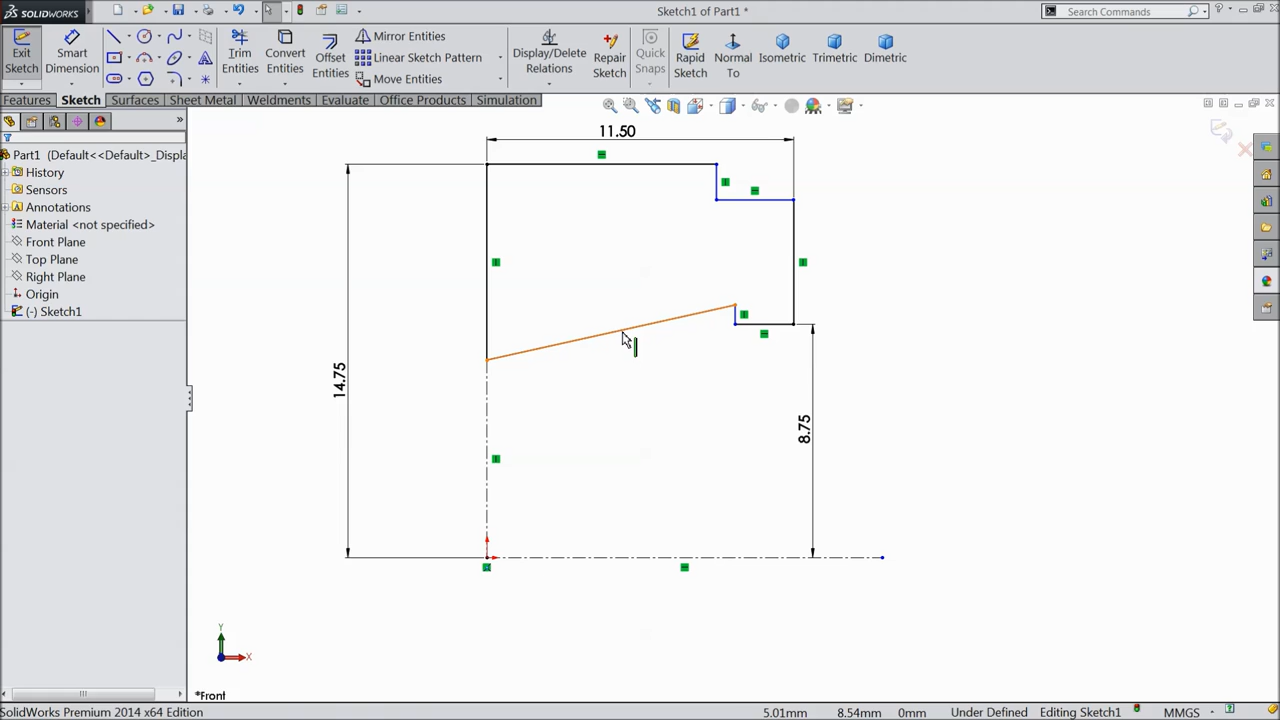 SOLIDWORKS
Sketch1 of Part1 *
Search Commands
Exit Sketch
Smart Dimension
Trim Entities
Convert Entities
Offset Entities
Mirror Entities
Linear Sketch Pattern
Move Entities
Display/Delete Relations
Repair Sketch
Quick Snaps
Rapid Sketch
Normal To
Isometric
Trimetric
Dimetric
Features
Sketch
Surfaces
Sheet Metal
Weldments
Evaluate
Office Products
Simulation
Part1 (Default<<Default>_Displa
History
Sensors
Annotations
Material <not specified>
Front Plane
Top Plane
Right Plane
Origin
(-) Sketch1
11.50
14.75
8.75
Y
X
*Front
SolidWorks Premium 2014 x64 Edition
5.01mm
8.54mm
0mm
Under Defined
Editing Sketch1
MMGS